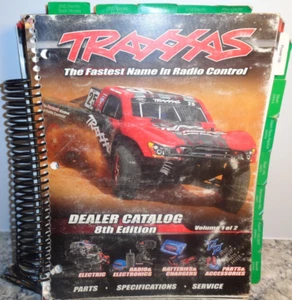 TRAXXAS
The Fastest Name in Radio Control
DEALER CATALOG
8th Edition
Volume 1 of 2
ELECTRIC
RADIOS & ELECTRONICS
BATTERIES & CHARGERS
PARTS & ACCESSORIES
PARTS • SPECIFICATIONS • SERVICE